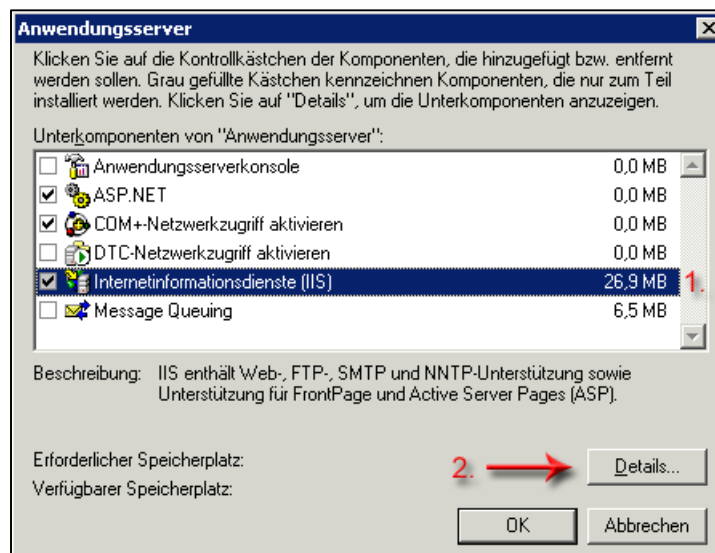 Anwendungsserver
Klicken Sie auf die Kontrollkästchen der Komponenten, die hinzugefügt bzw. entfernt
werden sollen. Grau gefüllte Kästchen kennzeichnen Komponenten, die nur zum Teil
installiert werden. Klicken Sie auf "Details", um die Unterkomponenten anzuzeigen.
Unterkomponenten von "Anwendungsserver":
Anwendungsserverkonsole 0,0 MB
ASP.NET 0,0 MB
COM+-Netzwerkzugriff aktivieren 0,0 MB
DTC-Netzwerkzugriff aktivieren 0,0 MB
Internetinformationsdienste (IIS) 26,9 MB 1.
Message Queuing 6,5 MB
Beschreibung: IIS enthält Web-, FTP-, SMTP und NNTP-Unterstützung sowie
Unterstützung für FrontPage und Active Server Pages (ASP).
Erforderlicher Speicherplatz: 2. Details...
Verfügbarer Speicherplatz:
OK Abbrechen